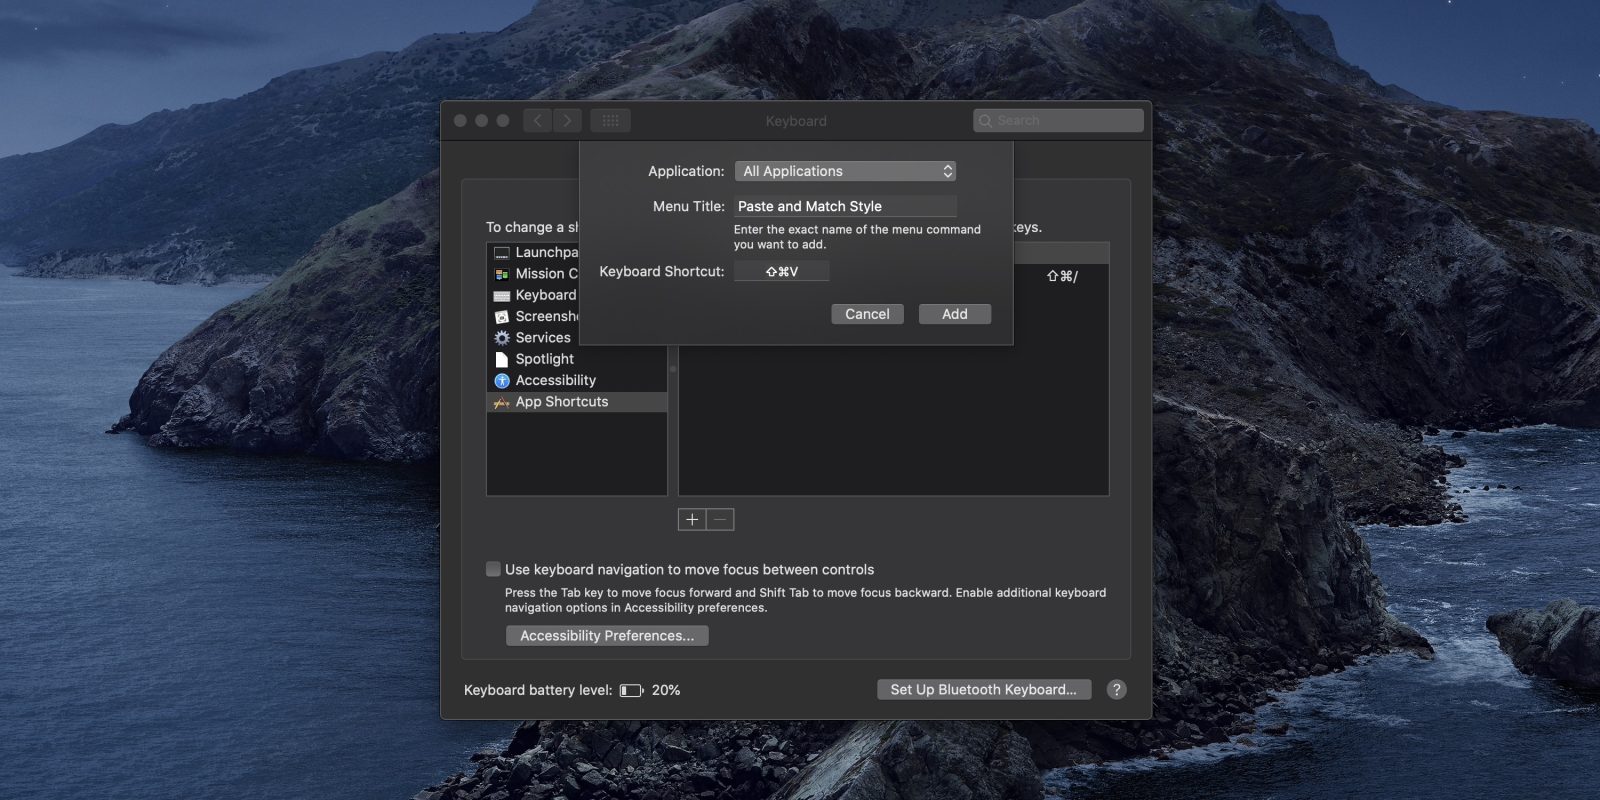 Keyboard
Search
Application: All Applications
Menu Title: Paste and Match Style
Enter the exact name of the menu command
you want to add.
Keyboard Shortcut: ⇧⌘V
Cancel Add
To change a sh
keys.
⇧⌘/
Launchpa
Mission C
Keyboard
Screensh
Services
Spotlight
Accessibility
App Shortcuts
+ −
Use keyboard navigation to move focus between controls
Press the Tab key to move focus forward and Shift Tab to move focus backward. Enable additional keyboard
navigation options in Accessibility preferences.
Accessibility Preferences...
Keyboard battery level: 20%
Set Up Bluetooth Keyboard... ?